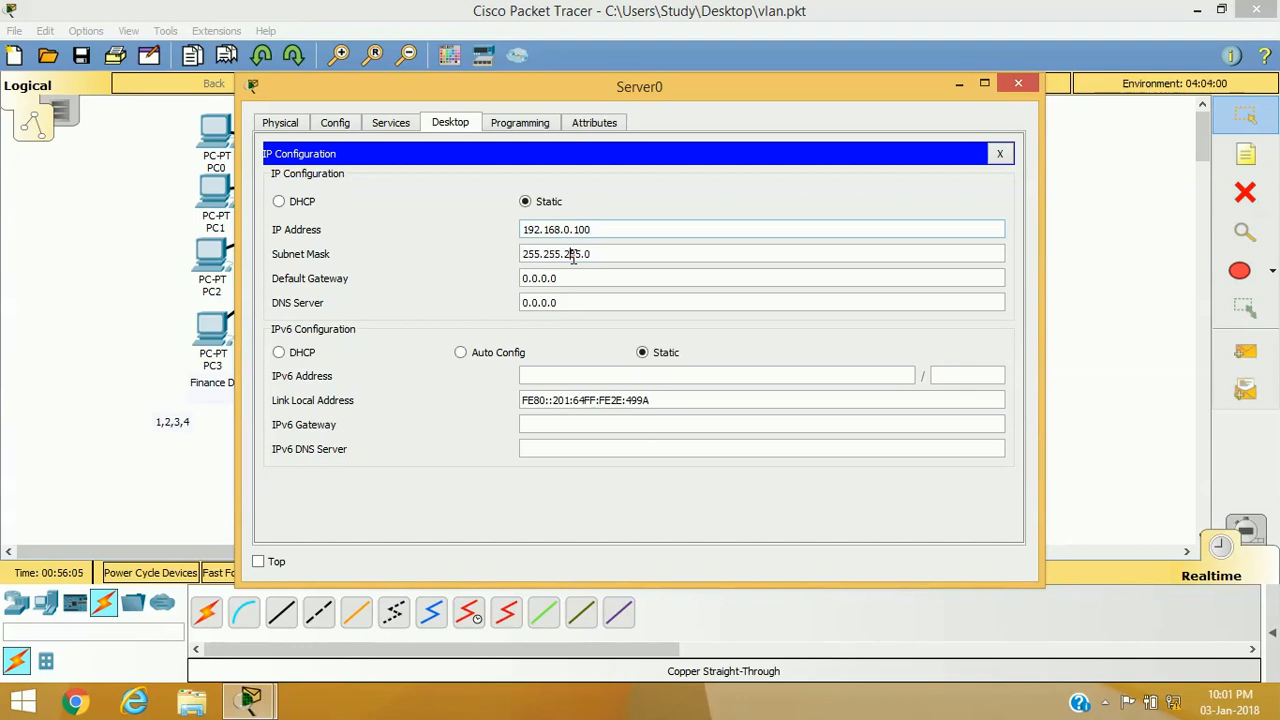 Cisco Packet Tracer - C:\Users\Study\Desktop\vlan.pkt
File Edit Options View Tools Extensions Help
i ?
Logical Back Environment: 04:04:00
Server0
Physical Config Services Desktop Programming Attributes
IP Configuration X
IP Configuration
DHCP Static
IP Address 192.168.0.100
Subnet Mask 255.255.255.0
Default Gateway 0.0.0.0
DNS Server 0.0.0.0
IPv6 Configuration
DHCP Auto Config Static
IPv6 Address /
Link Local Address FE80::201:64FF:FE2E:499A
IPv6 Gateway
IPv6 DNS Server
Top
PC-PT
PC0
PC-PT
PC1
PC-PT
PC2
PC-PT
PC3
Finance D
1,2,3,4
Time: 00:56:05 Power Cycle Devices Fast Fo
Realtime
Copper Straight-Through
10:01 PM
03-Jan-2018